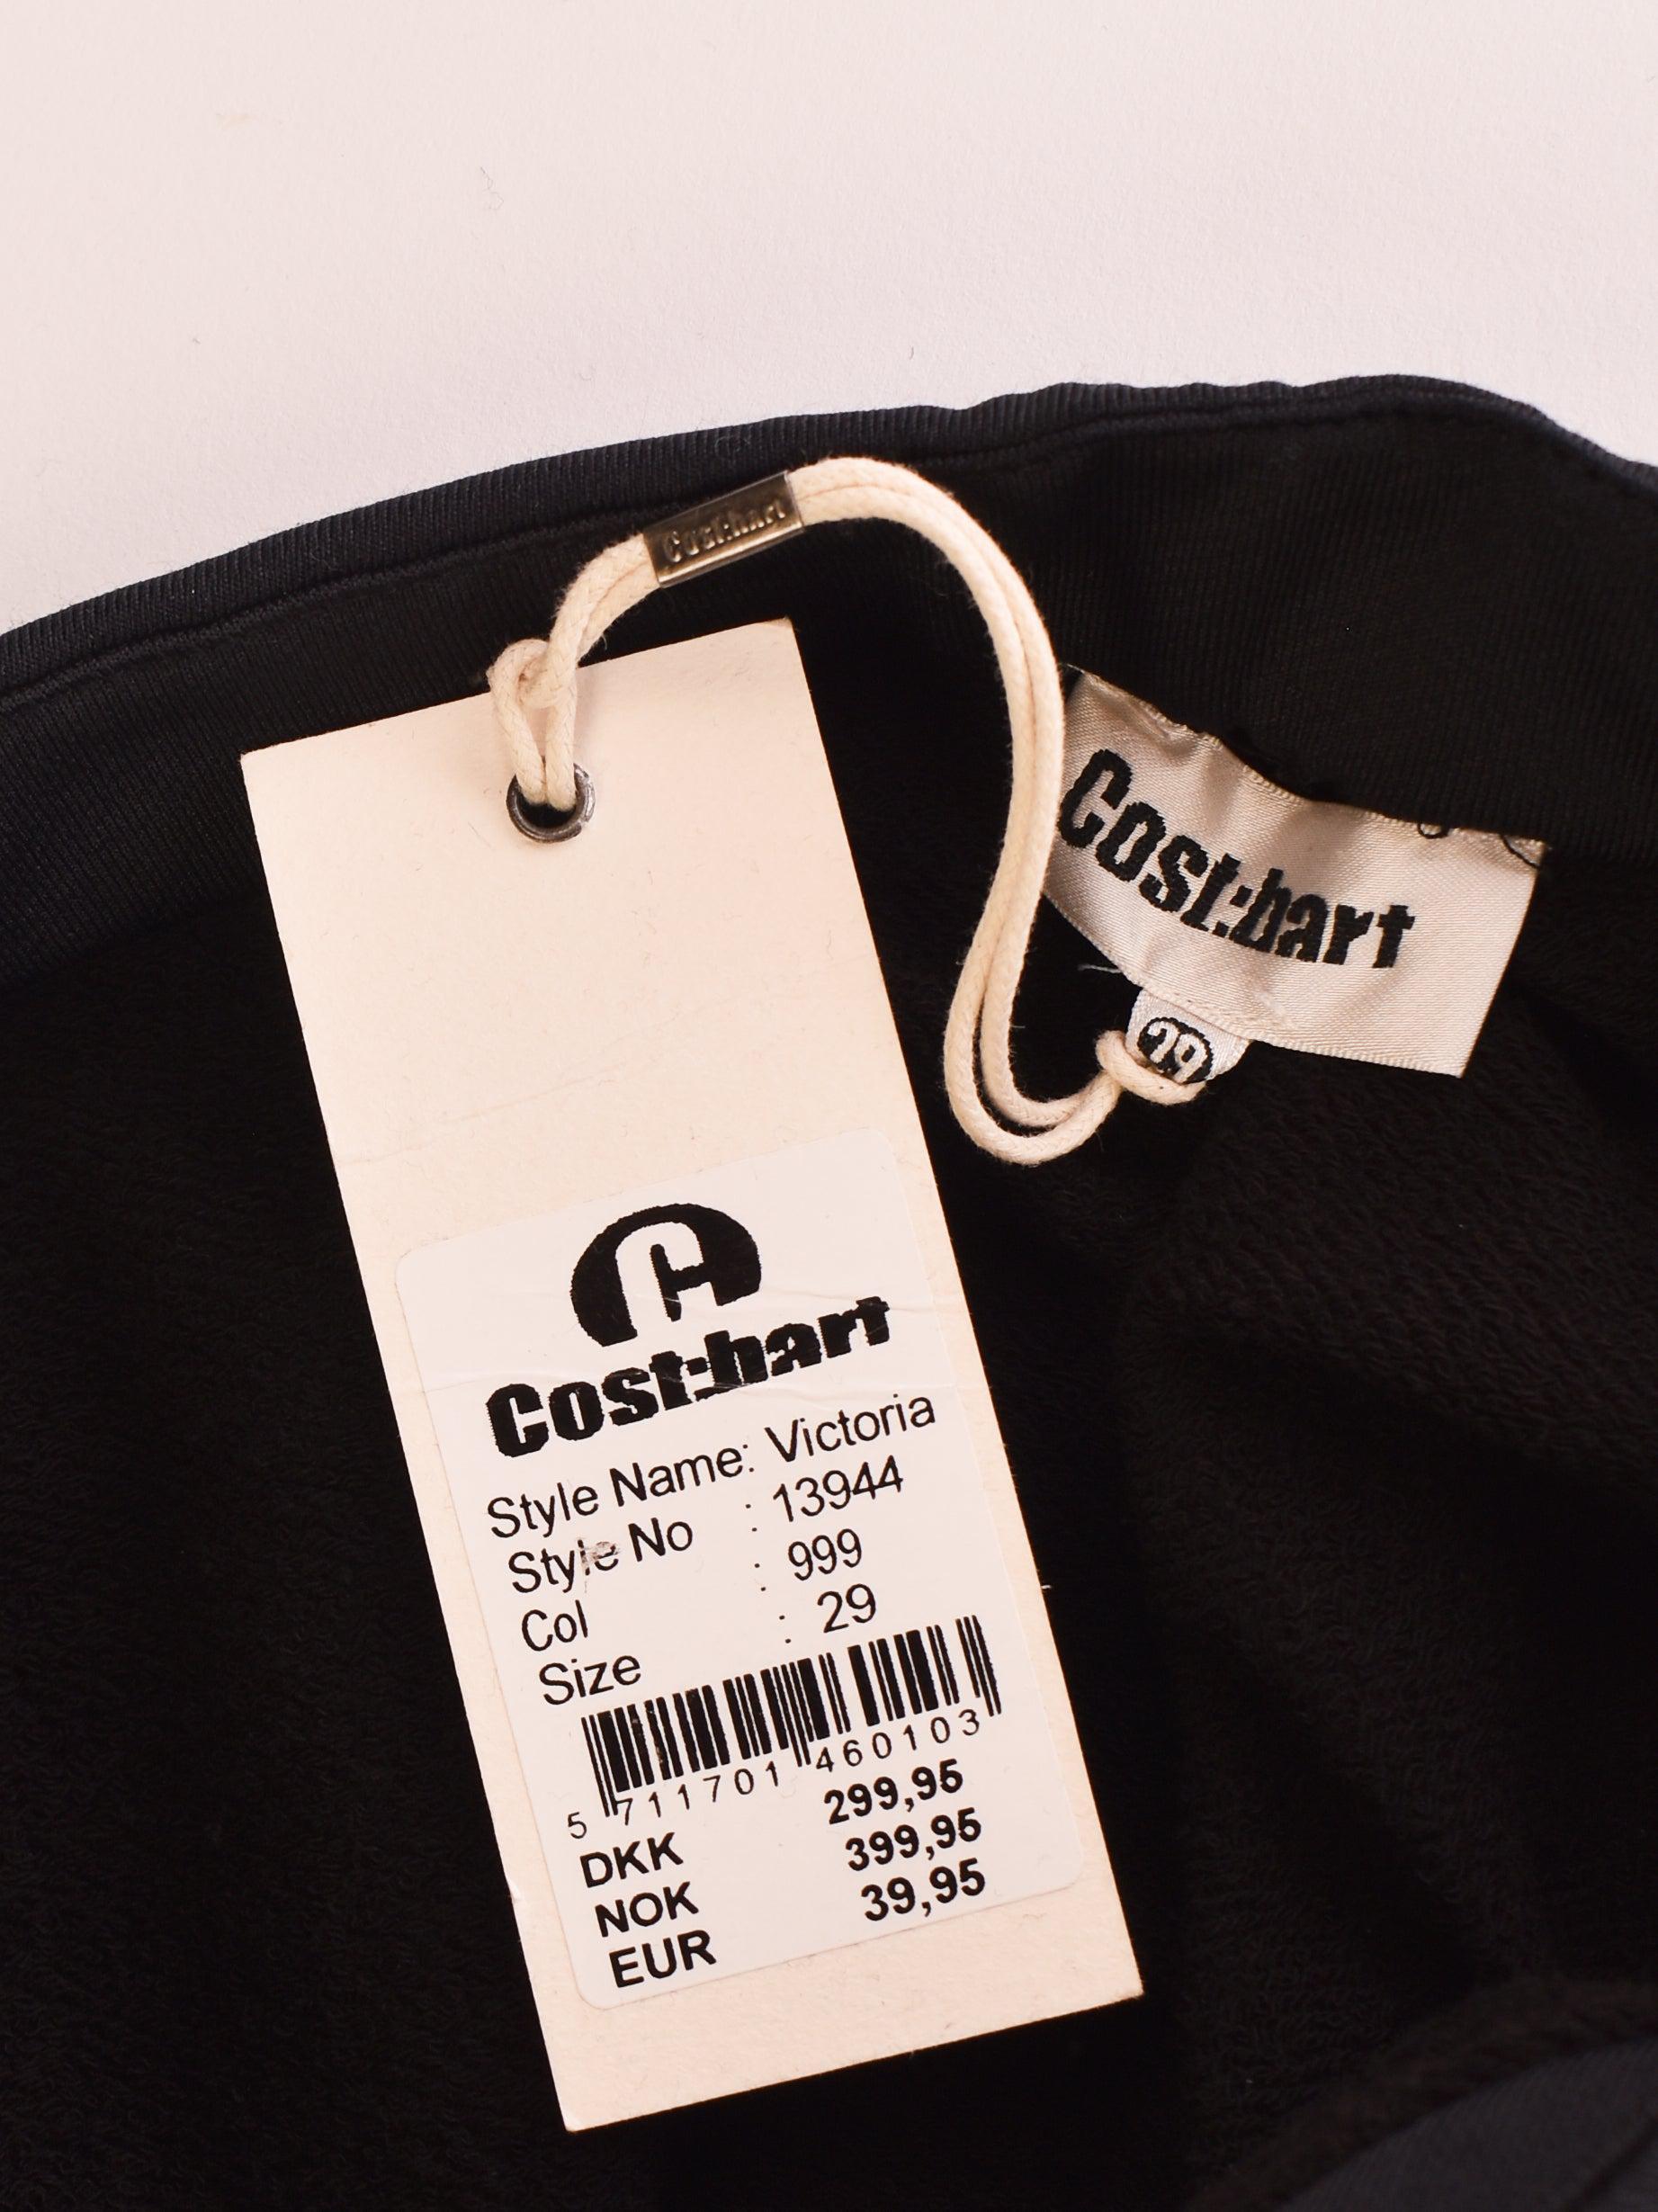 Cost:bart
Cost:bart
29
Cost:bart
Style Name: Victoria
Style No : 13944
Col : 999
Size : 29
5 711701 460103
DKK 299,95
NOK 399,95
EUR 39,95